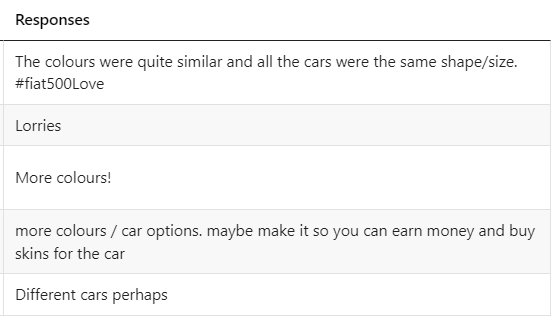 Responses
The colours were quite similar and all the cars were the same shape/size.
#fiat500Love
Lorries
More colours!
more colours / car options. maybe make it so you can earn money and buy
skins for the car
Different cars perhaps